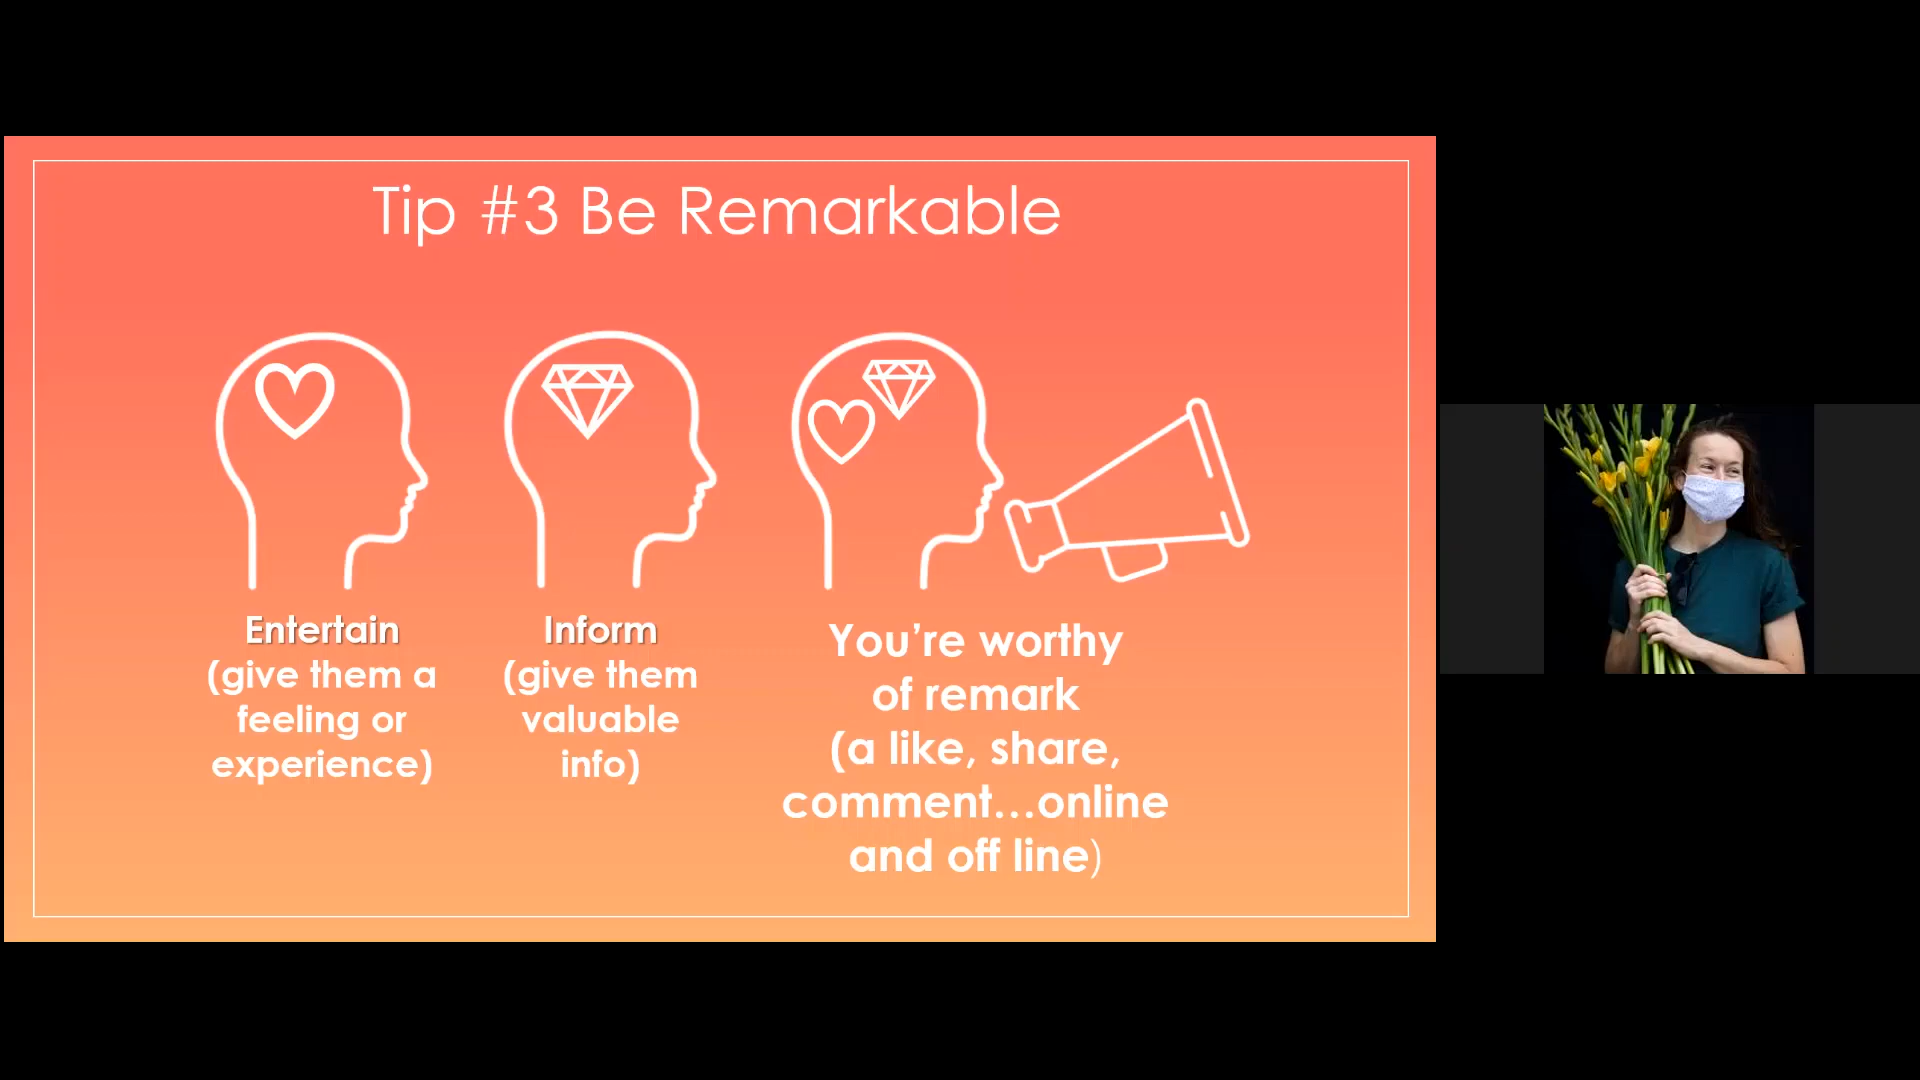 Tip #3 Be Remarkable
Entertain
(give them a
feeling or
experience)
Inform
(give them
valuable
info)
You’re worthy
of remark
(a like, share,
comment…online
and off line)